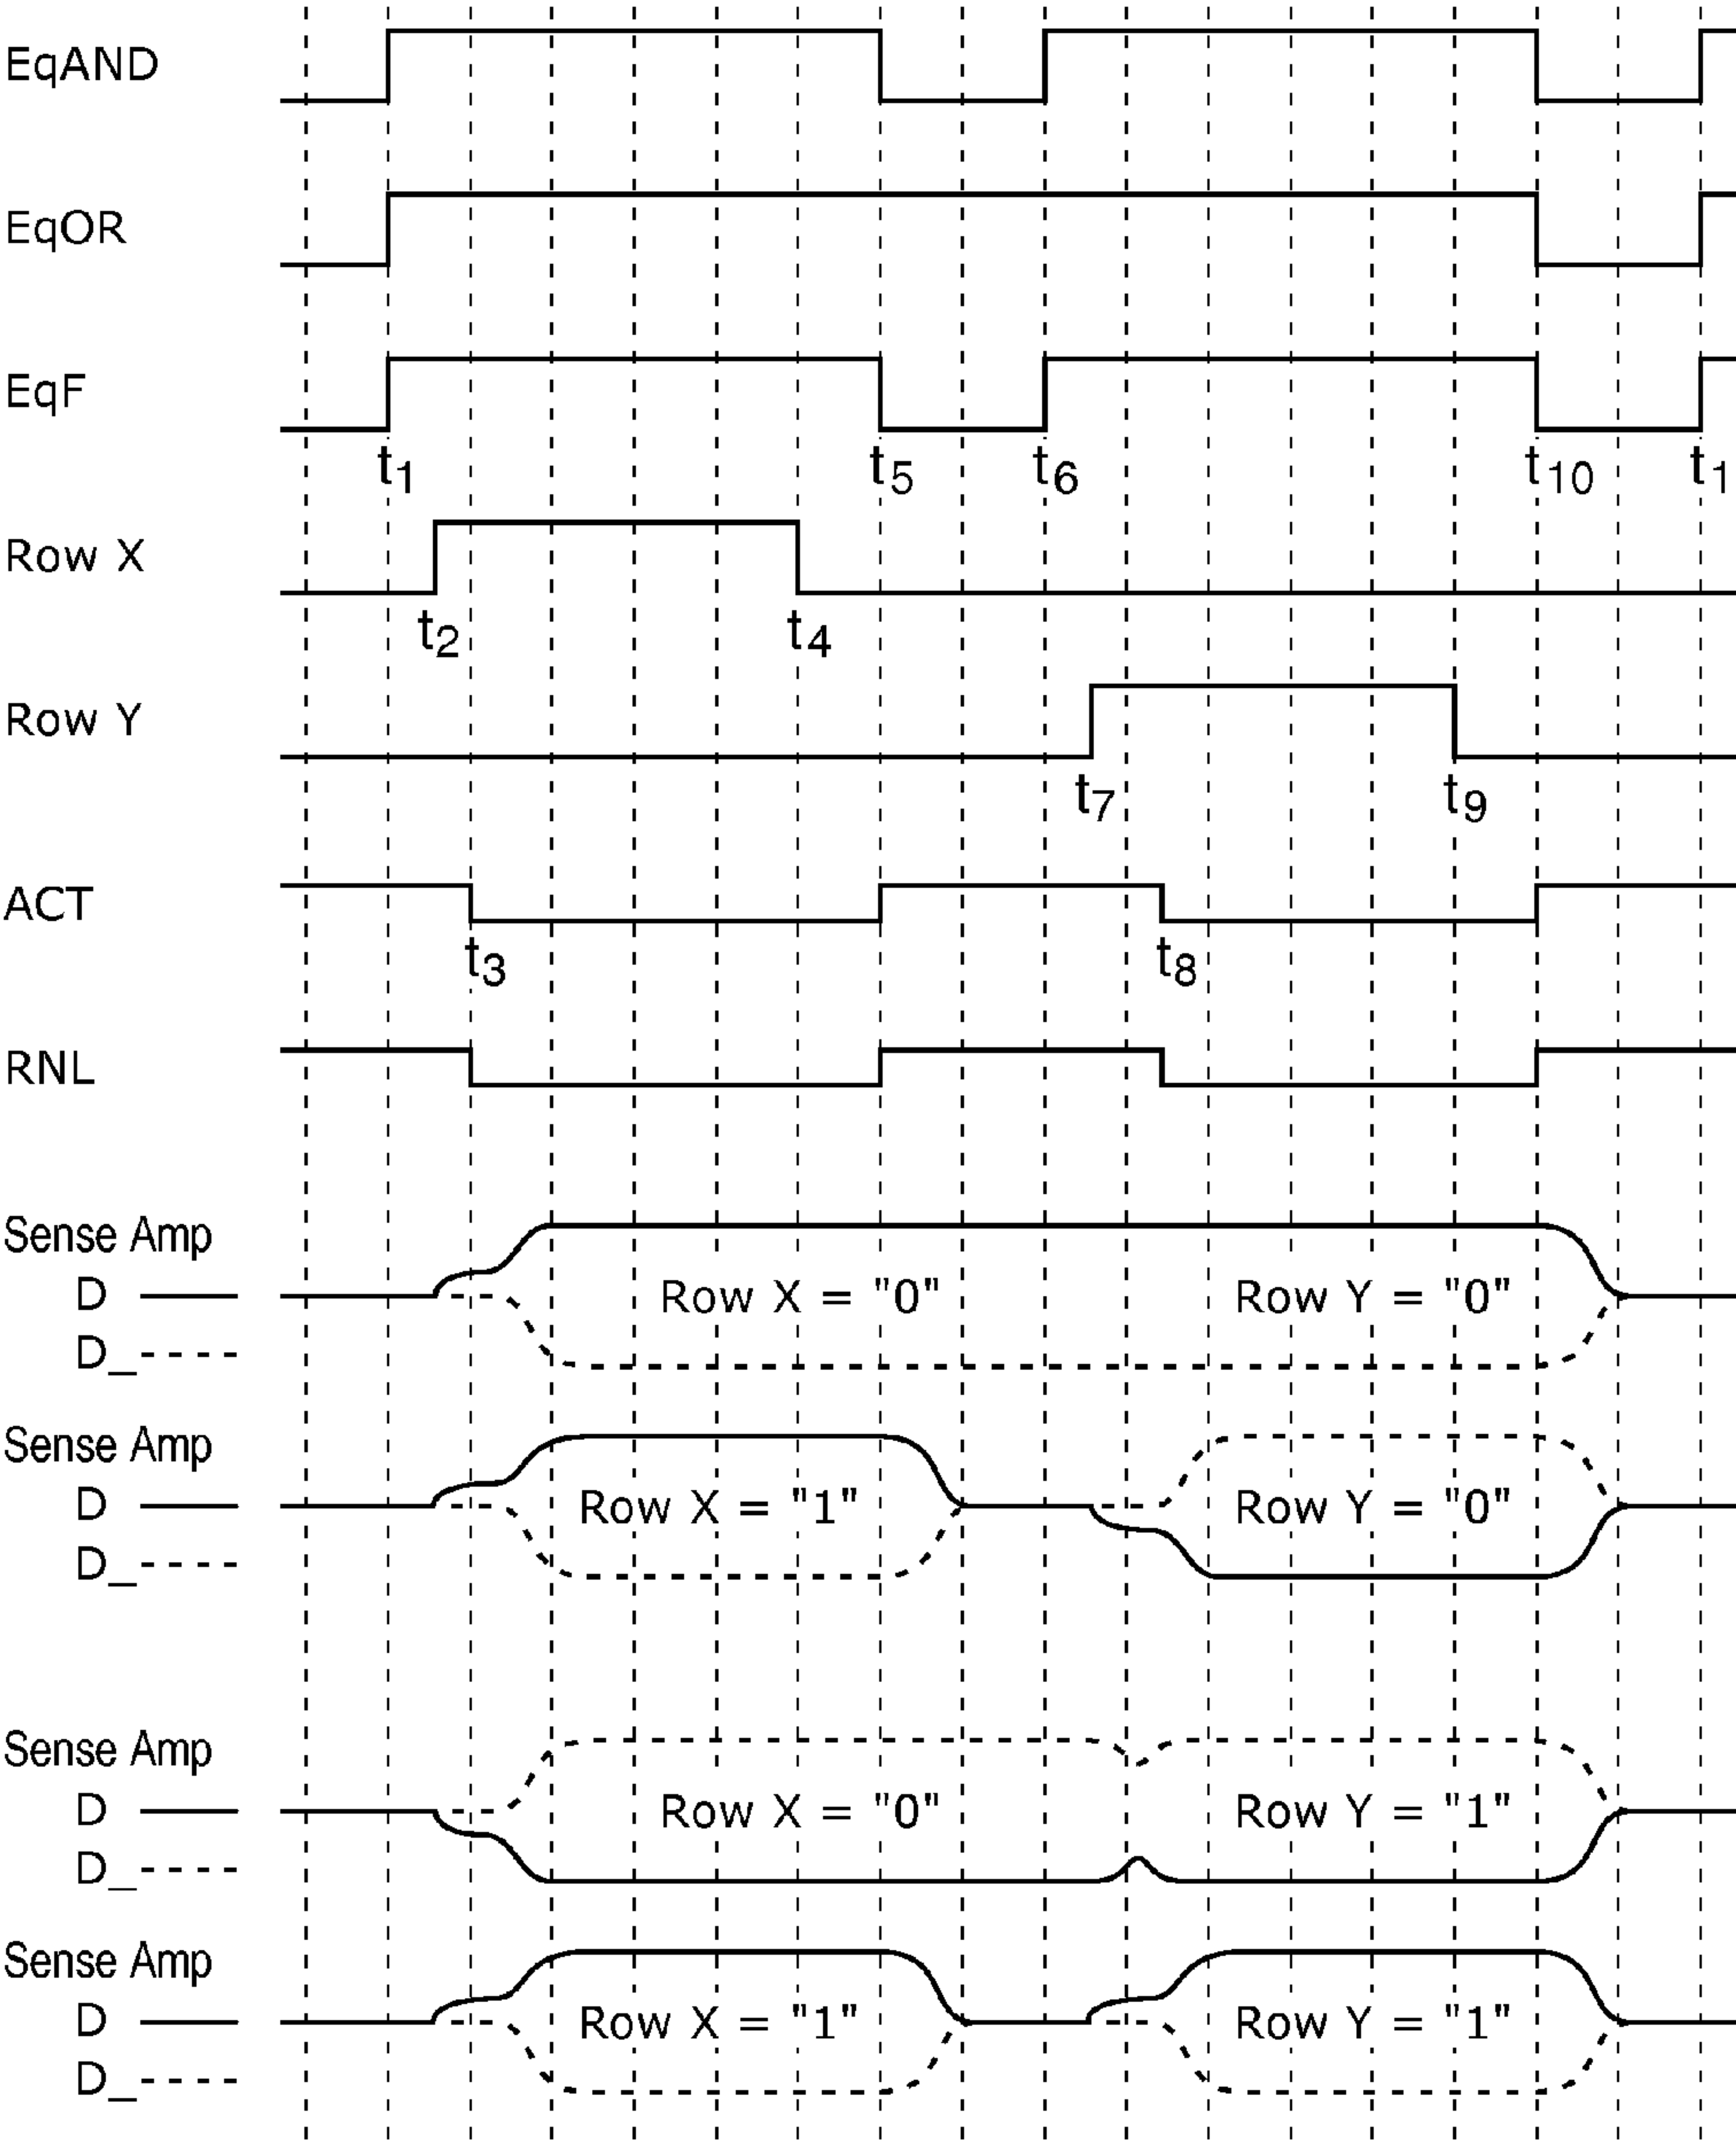 EqAND
EqOR
EqF
t1 t5 t6 t10 t1
Row X
t2 t4
Row Y
t7 t9
ACT
t3 t8
RNL
Sense Amp
D
Row X = "0" Row Y = "0"
D_
Sense Amp
D
Row X = "1" Row Y = "0"
D_
Sense Amp
D
Row X = "0" Row Y = "1"
D_
Sense Amp
D
Row X = "1" Row Y = "1"
D_